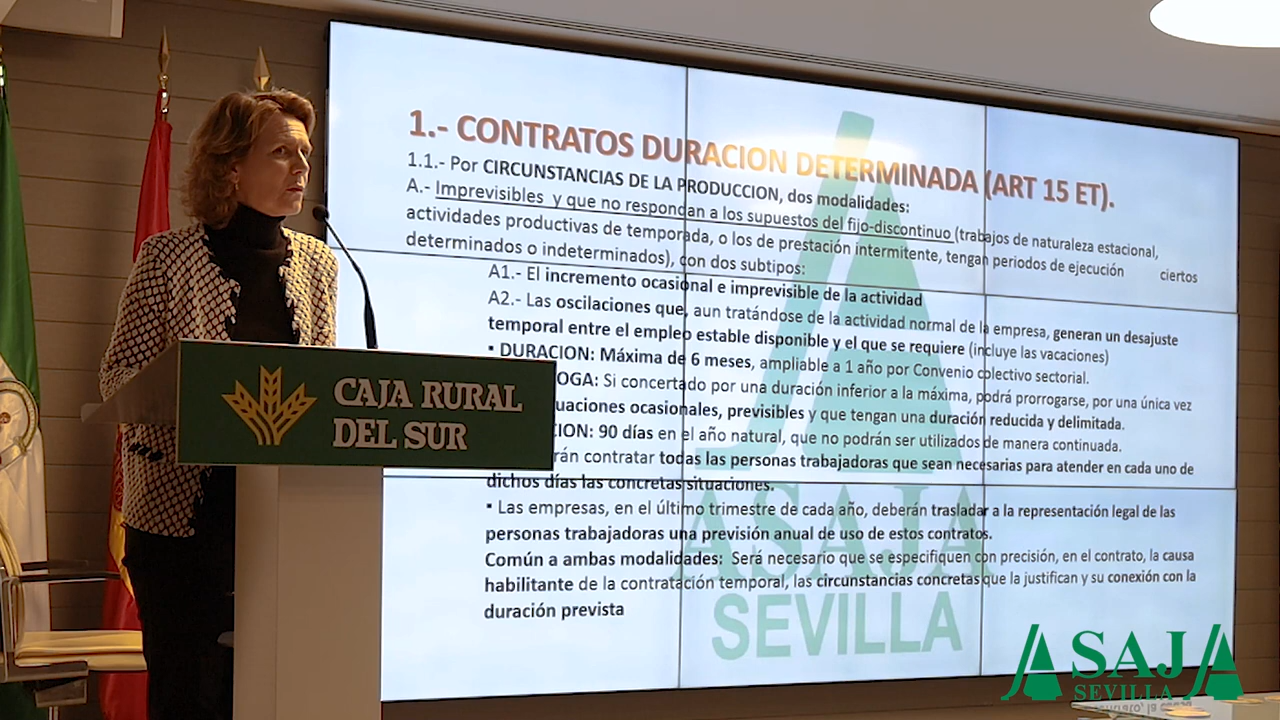 1.- CONTRATOS DURACION DETERMINADA (ART 15 ET).
1.1.- Por CIRCUNSTANCIAS DE LA PRODUCCION, dos modalidades:
A.- Imprevisibles y que no respondan a los supuestos del fijo-discontinuo (trabajos de naturaleza estacional,
actividades productivas de temporada, o los de prestación intermitente, tengan periodos de ejecución ciertos
determinados o indeterminados), con dos subtipos:
A1.- El incremento ocasional e imprevisible de la actividad
A2.- Las oscilaciones que, aun tratándose de la actividad normal de la empresa, generan un desajuste
temporal entre el empleo estable disponible y el que se requiere (incluye las vacaciones)
▪ DURACION: Máxima de 6 meses, ampliable a 1 año por Convenio colectivo sectorial.
OGA: Si concertado por una duración inferior a la máxima, podrá prorrogarse, por una única vez
uaciones ocasionales, previsibles y que tengan una duración reducida y delimitada.
ION: 90 días en el año natural, que no podrán ser utilizados de manera continuada.
rán contratar todas las personas trabajadoras que sean necesarias para atender en cada uno de
dichos días las concretas situaciones.
▪ Las empresas, en el último trimestre de cada año, deberán trasladar a la representación legal de las
personas trabajadoras una previsión anual de uso de estos contratos.
Común a ambas modalidades: Será necesario que se especifiquen con precisión, en el contrato, la causa
habilitante de la contratación temporal, las circunstancias concretas que la justifican y su conexión con la
duración prevista
ASAJA
SEVILLA
CAJA RURAL
DEL SUR
ASAJA
SEVILLA